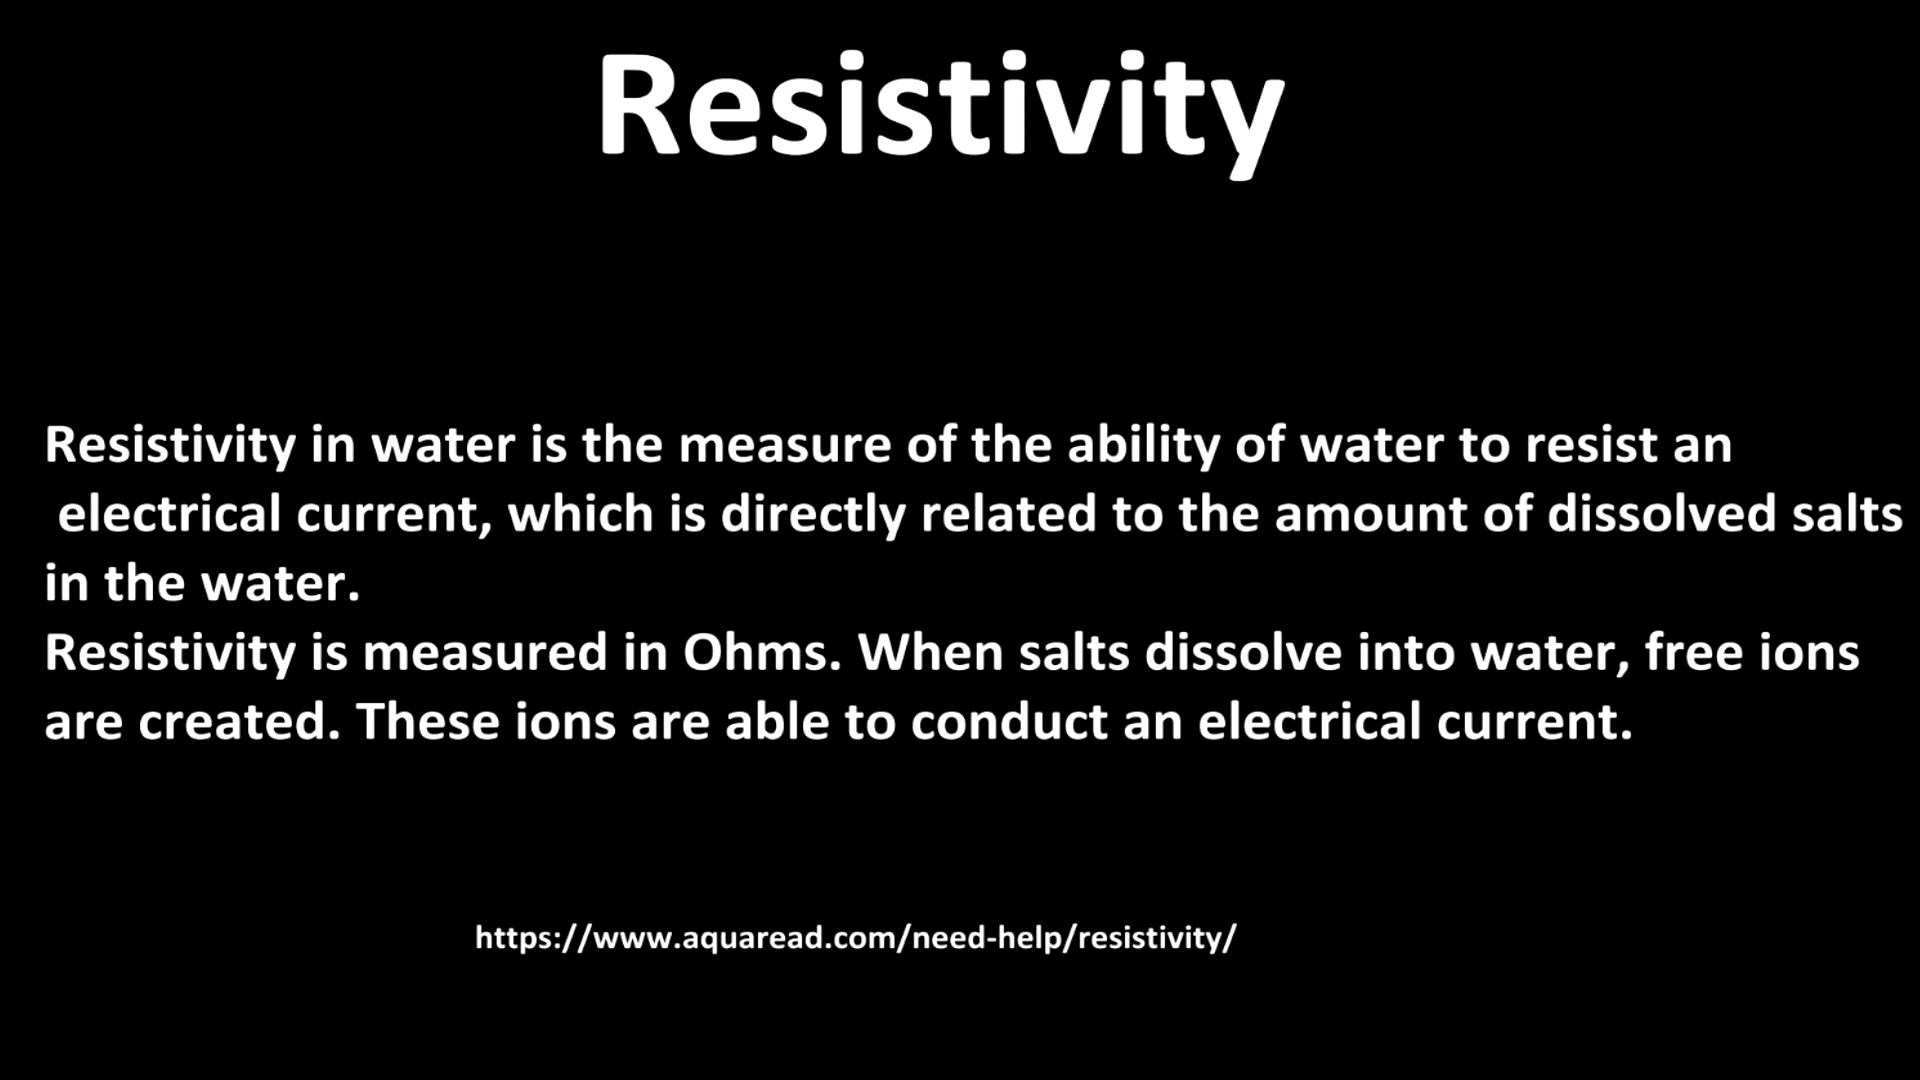 Resistivity
Resistivity in water is the measure of the ability of water to resist an
electrical current, which is directly related to the amount of dissolved salts
in the water.
Resistivity is measured in Ohms. When salts dissolve into water, free ions
are created. These ions are able to conduct an electrical current.
https://www.aquaread.com/need-help/resistivity/